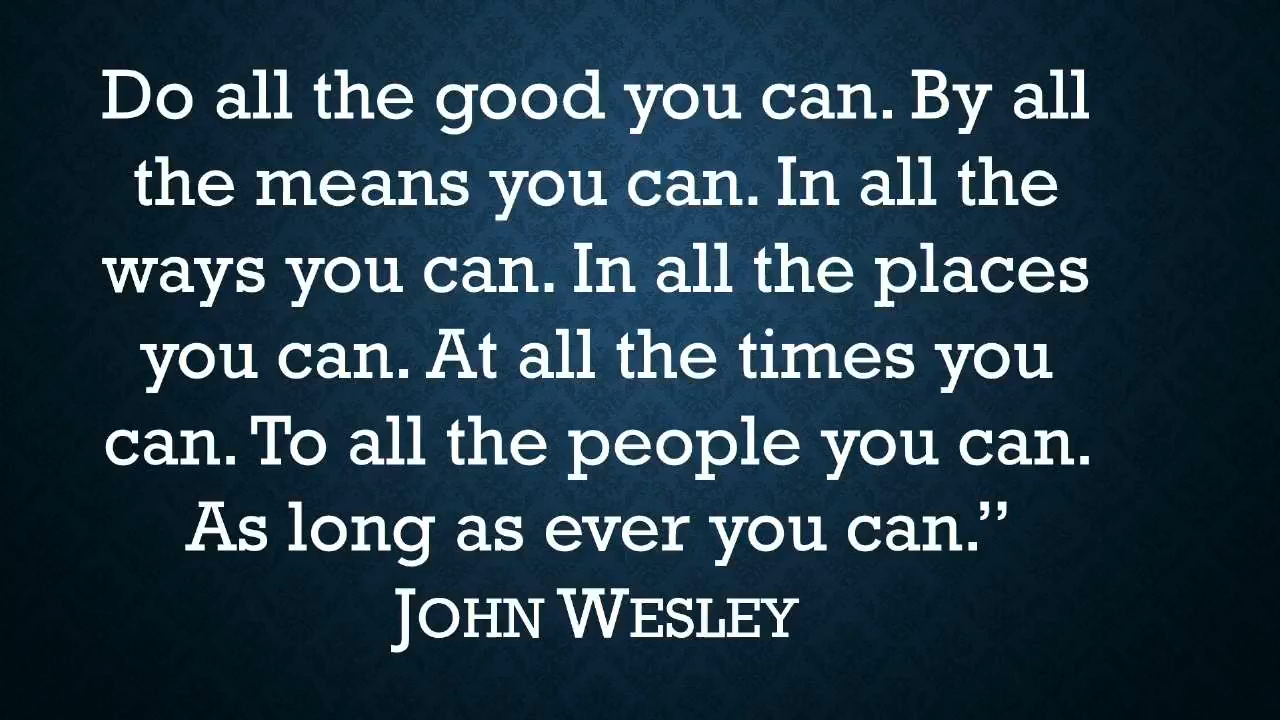 Do all the good you can. By all
the means you can. In all the
ways you can. In all the places
you can. At all the times you
can. To all the people you can.
As long as ever you can.”
JOHN WESLEY